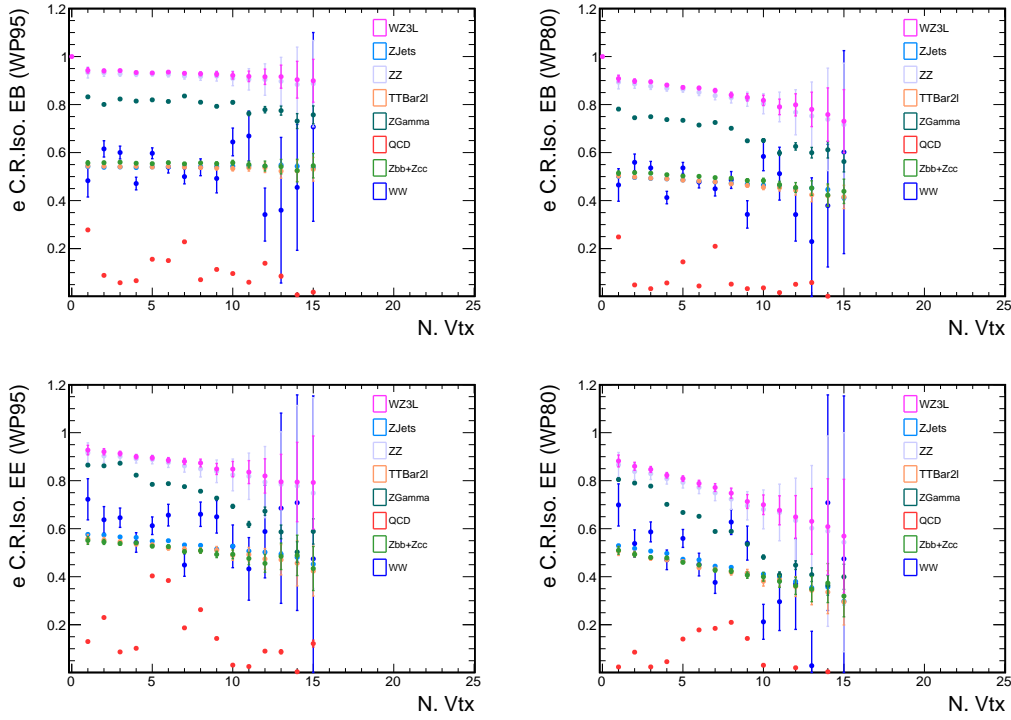 e C.R.Iso. EB (WP95)
1.2
1
0.8
0.6
0.4
0.2
0
5
10
15
20
25
N. Vtx
WZ3L
ZJets
ZZ
TTBar2l
ZGamma
QCD
Zbb+Zcc
WW
e C.R.Iso. EB (WP80)
1.2
1
0.8
0.6
0.4
0.2
0
5
10
15
20
25
N. Vtx
WZ3L
ZJets
ZZ
TTBar2l
ZGamma
QCD
Zbb+Zcc
WW
e C.R.Iso. EE (WP95)
1.2
1
0.8
0.6
0.4
0.2
0
5
10
15
20
25
N. Vtx
WZ3L
ZJets
ZZ
TTBar2l
ZGamma
QCD
Zbb+Zcc
WW
e C.R.Iso. EE (WP80)
1.2
1
0.8
0.6
0.4
0.2
0
5
10
15
20
25
N. Vtx
WZ3L
ZJets
ZZ
TTBar2l
ZGamma
QCD
Zbb+Zcc
WW